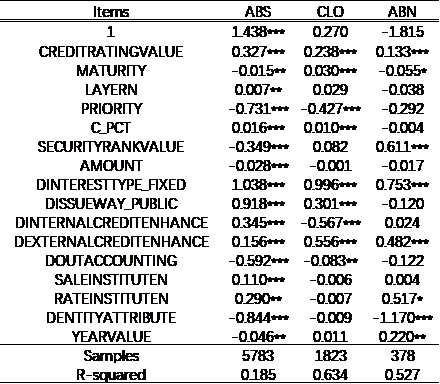 Items ABS CLO ABN
1 1.438*** 0.270 −1.815
CREDITRATINGVALUE 0.327*** 0.238*** 0.133***
MATURITY −0.015** 0.030*** −0.055*
LAYERN 0.007** 0.029 −0.038
PRIORITY −0.731*** −0.427*** −0.292
C_PCT 0.016*** 0.010*** −0.004
SECURITYRANKVALUE −0.349*** 0.082 0.611***
AMOUNT −0.028*** −0.001 −0.017
DINTERESTTYPE_FIXED 1.038*** 0.996*** 0.753***
DISSUEWAY_PUBLIC 0.918*** 0.301*** −0.120
DINTERNALCREDITENHANCE 0.345*** −0.567*** 0.024
DEXTERNALCREDITENHANCE 0.156*** 0.556*** 0.482***
DOUTACCOUNTING −0.592*** −0.083** −0.122
SALEINSTITUTEN 0.110*** −0.006 0.004
RATEINSTITUTEN 0.290** −0.007 0.517*
DENTITYATTRIBUTE −0.844*** −0.009 −1.170***
YEARVALUE −0.046** 0.011 0.220**
Samples 5783 1823 378
R-squared 0.185 0.634 0.527